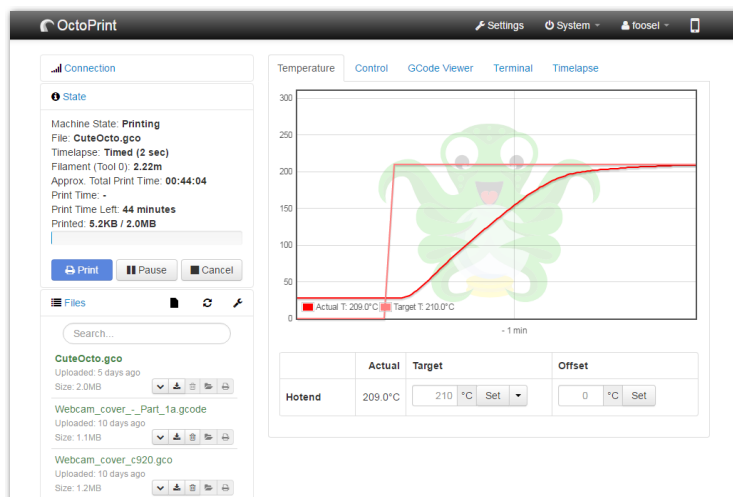 OctoPrint
Settings System foosel
Connection
State
Machine State: Printing
File: CuteOcto.gco
Timelapse: Timed (2 sec)
Filament (Tool 0): 2.22m
Approx. Total Print Time: 00:44:04
Print Time: -
Print Time Left: 44 minutes
Printed: 5.2KB / 2.0MB
Print Pause Cancel
Files
Search...
CuteOcto.gco
Uploaded: 5 days ago
Size: 2.0MB
Webcam_cover_-_Part_1a.gcode
Uploaded: 10 days ago
Size: 1.1MB
Webcam_cover_c920.gco
Uploaded: 10 days ago
Size: 1.2MB
Temperature Control GCode Viewer Terminal Timelapse
300
250
200
150
100
50
0
Actual T: 209.0°C Target T: 210.0°C
- 1 min
Actual Target Offset
Hotend 209.0°C 210 °C Set 0 °C Set